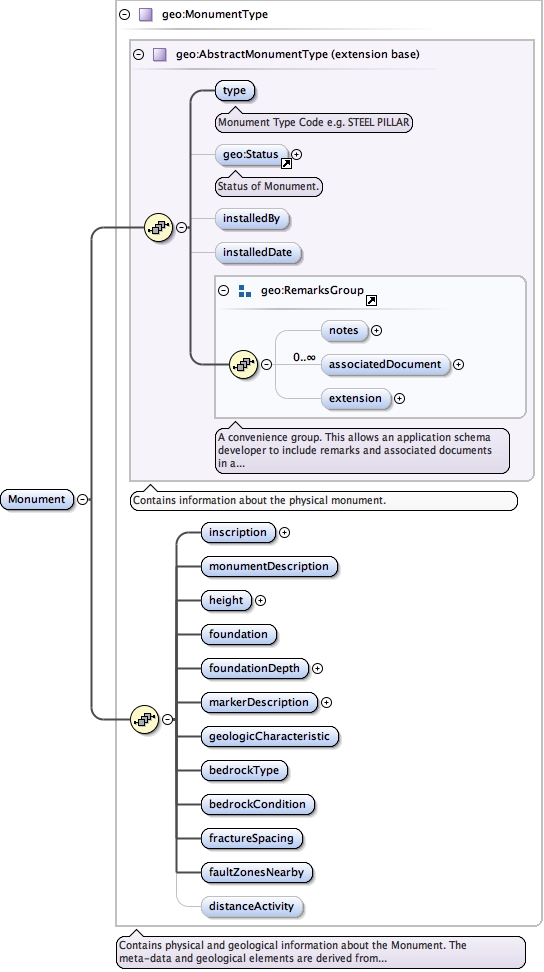 geo:MonumentType
geo:AbstractMonumentType (extension base)
type
Monument Type Code e.g. STEEL PILLAR
geo:Status
Status of Monument.
installedBy
installedDate
geo:RemarksGroup
notes
0..∞
associatedDocument
extension
A convenience group. This allows an application schema
developer to include remarks and associated documents
in a...
Monument
Contains information about the physical monument.
inscription
monumentDescription
height
foundation
foundationDepth
markerDescription
geologicCharacteristic
bedrockType
bedrockCondition
fractureSpacing
faultZonesNearby
distanceActivity
Contains physical and geological information about the Monument. The
meta-data and geological elements are derived from...